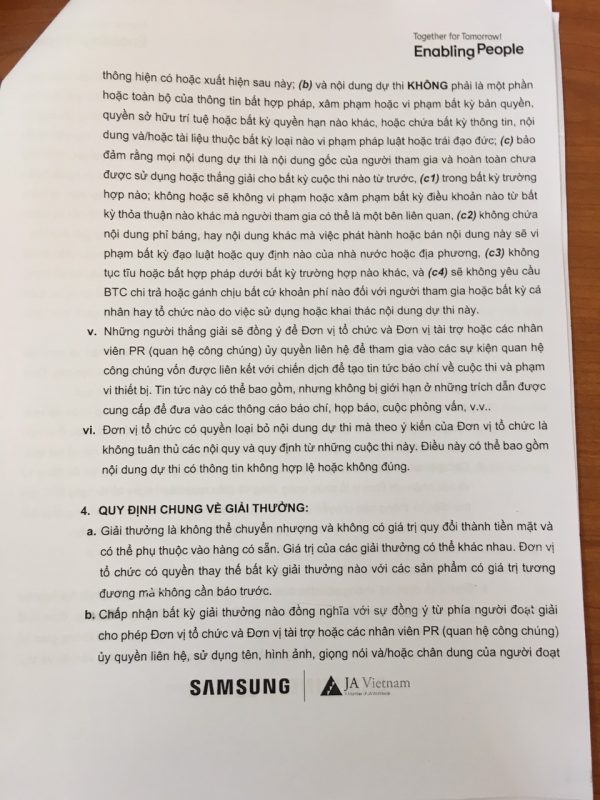 Together for Tomorrow!
Enabling People
thông hiện có hoặc xuất hiện sau này; (b) và nội dung dự thi KHÔNG phải là một phần
hoặc toàn bộ của thông tin bất hợp pháp, xâm phạm hoặc vi phạm bất kỳ bản quyền,
quyền sở hữu trí tuệ hoặc bất kỳ quyền hạn nào khác, hoặc chứa bất kỳ thông tin, nội
dung và/hoặc tài liệu thuộc bất kỳ loại nào vi phạm pháp luật hoặc trái đạo đức; (c) bảo
đảm rằng mọi nội dung dự thi là nội dung gốc của người tham gia và hoàn toàn chưa
được sử dụng hoặc thắng giải cho bất kỳ cuộc thi nào từ trước, (c1) trong bất kỳ trường
hợp nào; không hoặc sẽ không vi phạm hoặc xâm phạm bất kỳ điều khoản nào từ bất
kỳ thỏa thuận nào khác mà người tham gia có thể là một bên liên quan, (c2) không chứa
nội dung phỉ báng, hay nội dung khác mà việc phát hành hoặc bán nội dung này sẽ vi
phạm bất kỳ đạo luật hoặc quy định nào của nhà nước hoặc địa phương, (c3) không
tục tĩu hoặc bất hợp pháp dưới bất kỳ trường hợp nào khác, và (c4) sẽ không yêu cầu
BTC chi trả hoặc gánh chịu bất cứ khoản phí nào đối với người tham gia hoặc bất kỳ cá
nhân hay tổ chức nào do việc sử dụng hoặc khai thác nội dung dự thi này.
v. Những người thắng giải sẽ đồng ý để Đơn vị tổ chức và Đơn vị tài trợ hoặc các nhân
viên PR (quan hệ công chúng) ủy quyền liên hệ để tham gia vào các sự kiện quan hệ
công chúng vốn được liên kết với chiến dịch để tạo tin tức báo chí về cuộc thi và phạm
vi thiết bị. Tin tức này có thể bao gồm, nhưng không bị giới hạn ở những trích dẫn được
cung cấp để đưa vào các thông cáo báo chí, họp báo, cuộc phỏng vấn, v.v..
vi. Đơn vị tổ chức có quyền loại bỏ nội dung dự thi mà theo ý kiến của Đơn vị tổ chức là
không tuân thủ các nội quy và quy định từ những cuộc thi này. Điều này có thể bao gồm
nội dung dự thi có thông tin không hợp lệ hoặc không đúng.
4. QUY ĐỊNH CHUNG VỀ GIẢI THƯỞNG:
a. Giải thưởng là không thể chuyển nhượng và không có giá trị quy đổi thành tiền mặt và
có thể phụ thuộc vào hàng có sẵn. Giá trị của các giải thưởng có thể khác nhau. Đơn vị
tổ chức có quyền thay thế bất kỳ giải thưởng nào với các sản phẩm có giá trị tương
đương mà không cần báo trước.
b. Chấp nhận bất kỳ giải thưởng nào đồng nghĩa với sự đồng ý từ phía người đoạt giải
cho phép Đơn vị tổ chức và Đơn vị tài trợ hoặc các nhân viên PR (quan hệ công chúng)
ủy quyền liên hệ, sử dụng tên, hình ảnh, giọng nói và/hoặc chân dung của người đoạt
SAMSUNG
JA Vietnam